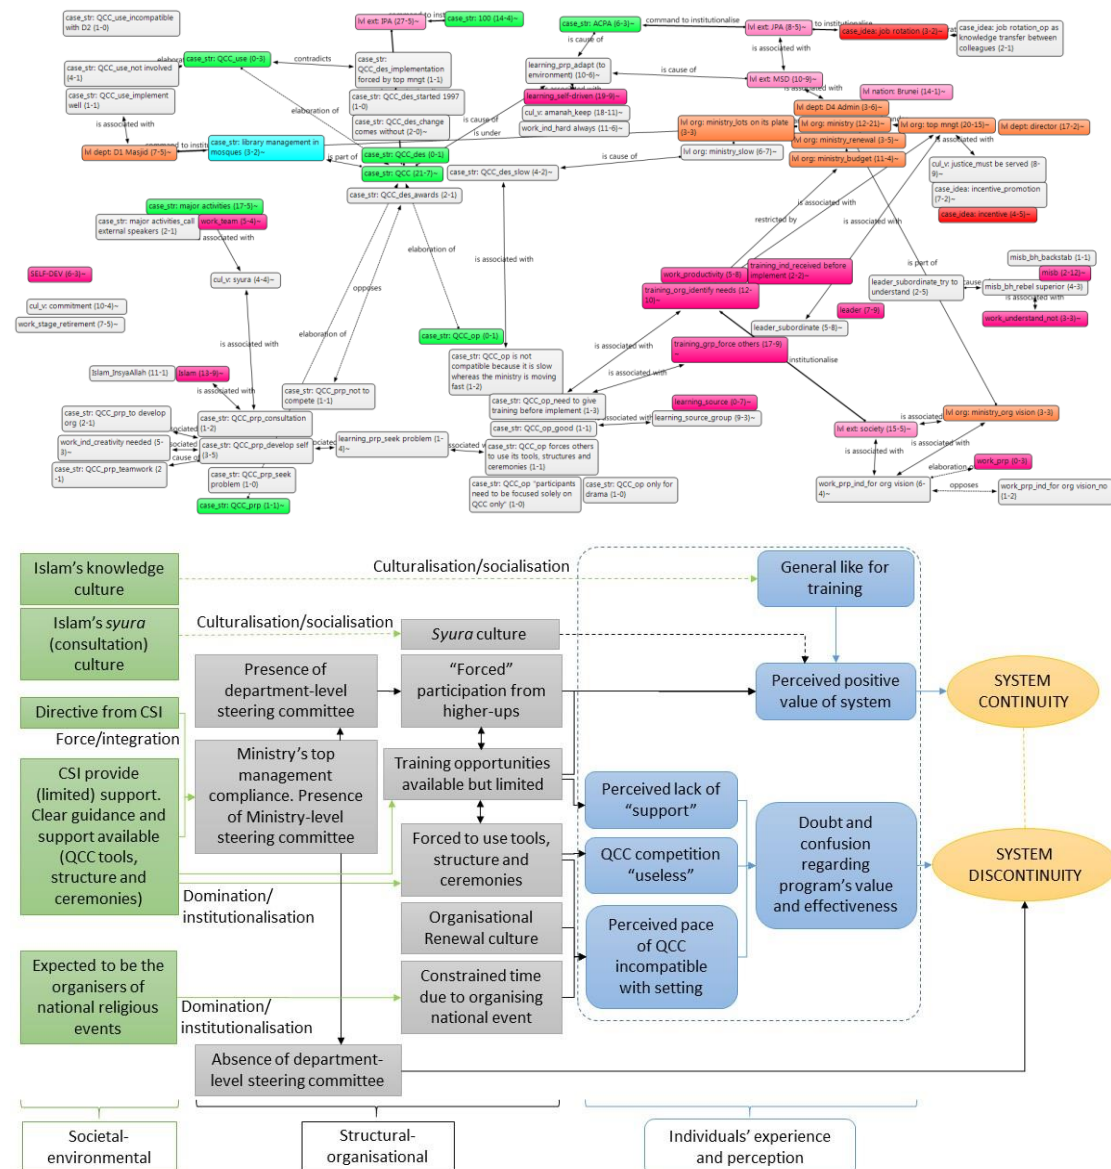 case_str: QCC_use_incompatible
with D2 (1-0)
lvl ext: IPA (27-5)~
case_str: 100 (14-4)~
case_str: ACPA (6-3)~
command to institutionalise
lvl ext: JPA (8-5)~
case_idea: job rotation (3-2)~
case_idea: job rotation_op as
knowledge transfer between
colleagues (2-1)
case_str: QCC_use_not involved
(4-1)
case_str: QCC_use (0-3)
contradicts
case_str:
QCC_des_implementation
forced by top mngt (1-1)
is cause of
learning_prp_adapt (to
environment) (10-6)~
is cause of
is associated with
lvl ext: MSD (10-9)~
case_str: QCC_use_implement
well (1-1)
case_str: QCC_des_started 1997
(1-0)
learning_self-driven (19-9)~
lvl nation: Brunei (14-1)~
elaboration of
case_str: QCC_des_change
comes without (2-0)~
cul_v: amanah_keep (18-11)~
work_ind_hard always (11-6)~
lvl dept: D4 Admin (3-6)~
lvl org: ministry_lots on its plate
(3-3)
lvl org: ministry (12-21)~
lvl org: top mngt (20-15)~
lvl dept: director (17-2)~
is associated with
is under
lvl org: ministry_renewal (3-5)~
lvl dept: D1 Masjid (7-5)~
case_str: library management in
mosques (3-2)~
case_str: QCC_des (0-1)
lvl org: ministry_slow (6-7)~
lvl org: ministry_budget (11-4)~
is part of
case_str: QCC (21-7)~
case_str: QCC_des_slow (4-2)~
is cause of
cul_v: justice_must be served (8-
9)~
case_str: QCC_des_awards (2-1)
case_idea: incentive_promotion
(7-2)~
case_idea: incentive (4-5)~
case_str: major activities (17-5)~
case_str: major activities_call
external speakers (2-1)
work_team (5-4)~
restricted by
is associated with
elaboration of
is associated with
SELF-DEV (6-3)~
cul_v: syura (4-4)~
opposes
work_productivity (5-8)
training_ind_received before
implement (2-2)~
is part of
misb_bh_backstab (1-1)
misb (2-12)~
leader_subordinate_try to
understand (2-5)
misb_bh_rebel superior (4-3)
cul_v: commitment (10-4)~
training_org_identify needs (12-
10)~
leader (7-9)
work_understand_not (3-3)~
work_stage_retirement (7-5)~
elaboration of
case_str: QCC_op (0-1)
leader_subordinate (5-8)~
is associated with
case_str: QCC_op is not
compatible because it is slow
whereas the ministry is moving
fast (1-2)
training_grp_force others (17-9)
~
institutionalise
Islam_InsyaAllah (11-1)
Islam (13-9)~
is associated with
case_str: QCC_prp_not to
compete (1-1)
case_str: QCC_op_need to give
training before implement (1-3)
learning_source (0-7)~
case_str: QCC_prp_to develop
org (2-1)
case_str: QCC_prp_consultation
(1-2)
case_str: QCC_op_good (1-1)~
learning_source_group (9-3)~
lvl org: ministry_org vision (3-3)
lvl ext: society (15-5)~
work_ind_creativity needed (5-
3)~
case_str: QCC_prp_develop self
(3-5)
learning_prp_seek problem (1-
4)~
case_str: QCC_op forces others
to use its tools, structures and
ceremonies (1-1)
is associated with
case_str: QCC_prp_teamwork (2
-1)
cause of
case_str: QCC_prp_seek
problem (1-0)
elaboration of
work_prp (0-3)
case_str: QCC_op "participants
need to be focused solely on
QCC only" (1-0)
case_str: QCC_op only for
drama (1-0)
work_prp_ind_for org vision (6-
4)~
opposes
work_prp_ind_for org vision_no
(1-2)
case_str: QCC_prp (1-1)~
Islam's knowledge
culture
Culturalisation/socialisation
General like for
training
Islam's syura
(consultation)
culture
Culturalisation/socialisation
Syura culture
Presence of
department-level
steering committee
"Forced"
participation from
higher-ups
Perceived positive
value of system
SYSTEM
CONTINUITY
Directive from CSI
Force/integration
CSI provide
(limited) support.
Clear guidance and
support available
(QCC tools,
structure and
ceremonies)
Ministry's top
management
compliance. Presence
of Ministry-level
steering committee
Training opportunities
available but limited
Perceived lack of
"support"
Forced to use tools,
structure and
ceremonies
QCC competition
"useless"
Doubt and
confusion
regarding
program's value
and effectiveness
SYSTEM
DISCONTINUITY
Domination/
institutionalisation
Organisational
Renewal culture
Perceived pace
of QCC
incompatible
with setting
Expected to be the
organisers of
national religious
events
Domination/
institutionalisation
Constrained time
due to organising
national event
Absence of department-
level steering committee
Societal-
environmental
Structural-
organisational
Individuals' experience
and perception